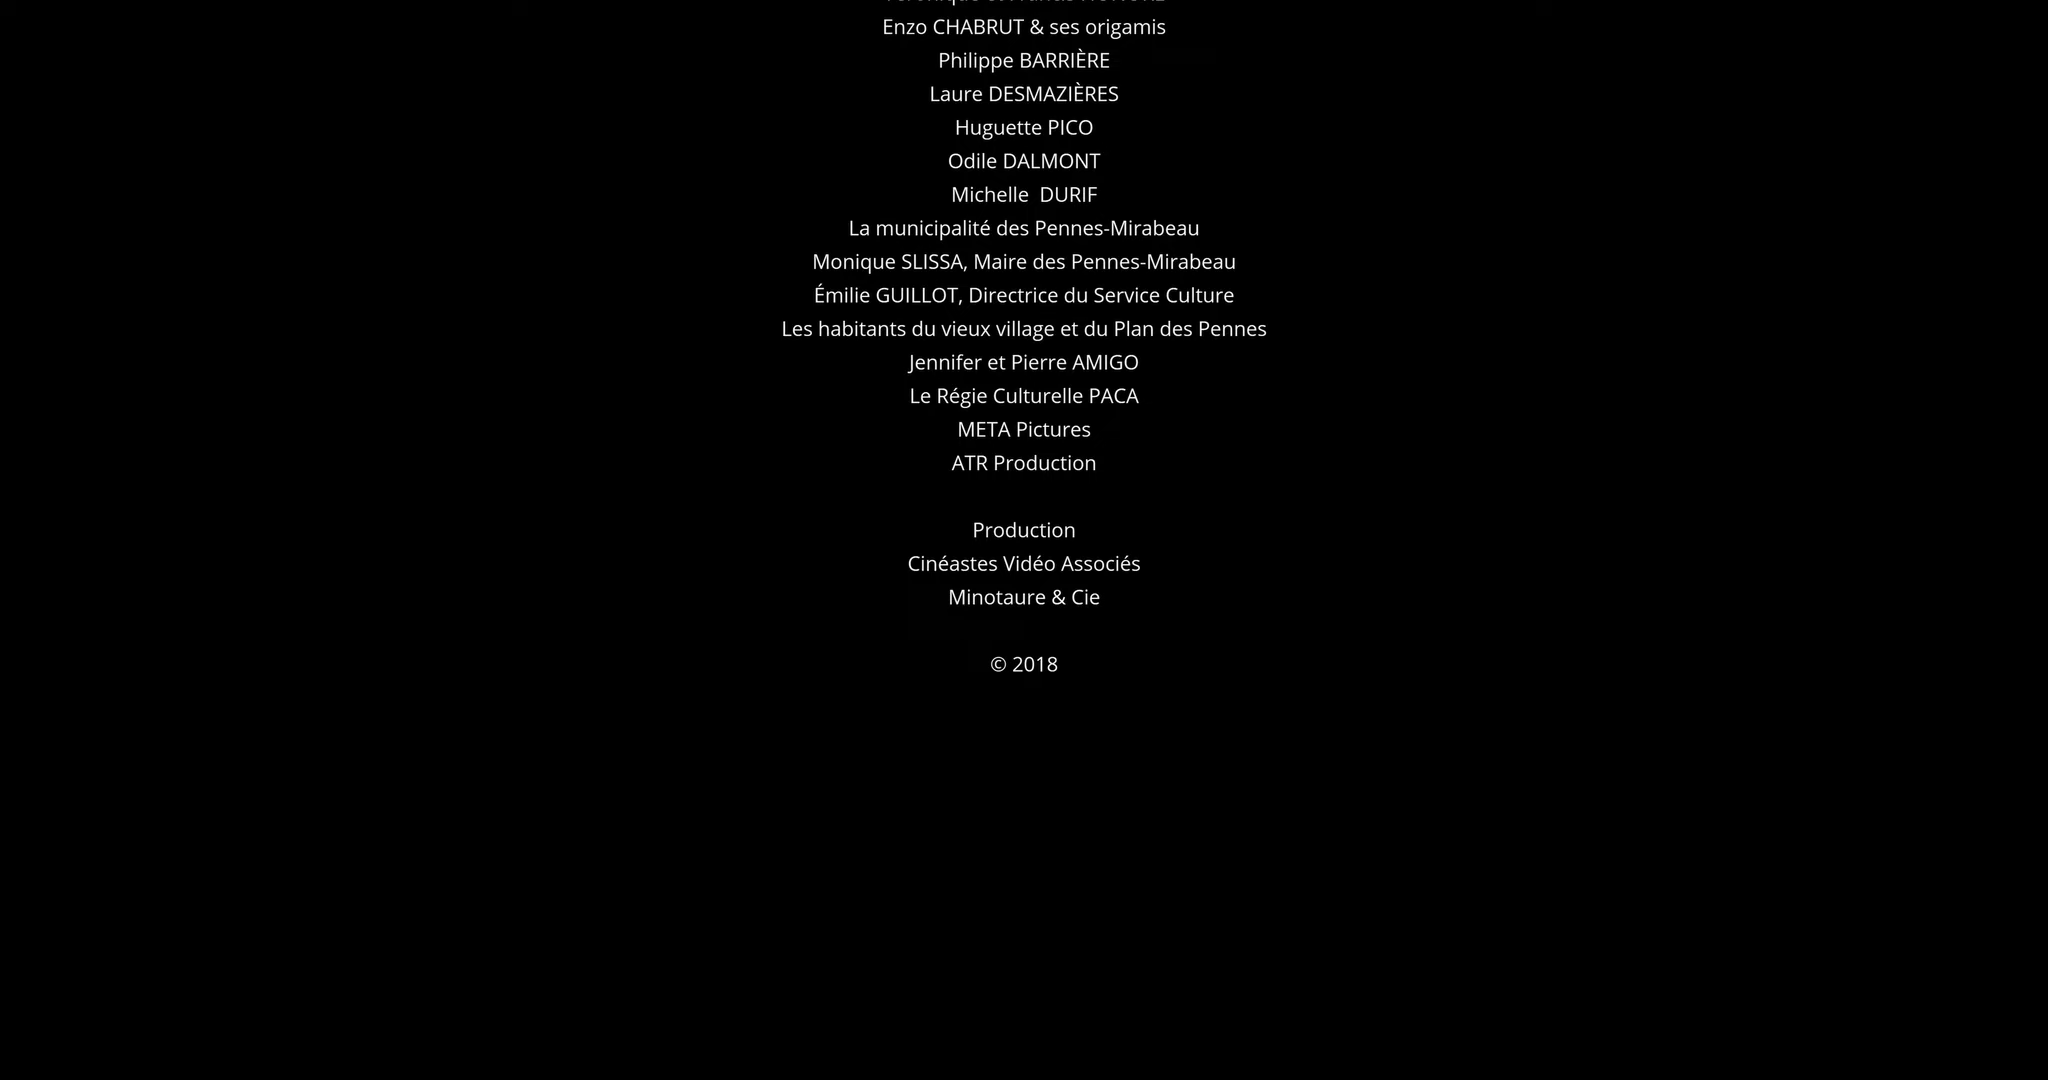 Enzo CHABRUT & ses origamis
Philippe BARRIÈRE
Laure DESMAZIÈRES
Huguette PICO
Odile DALMONT
Michelle  DURIF
La municipalité des Pennes-Mirabeau
Monique SLISSA, Maire des Pennes-Mirabeau
Émilie GUILLOT, Directrice du Service Culture
Les habitants du vieux village et du Plan des Pennes
Jennifer et Pierre AMIGO
Le Régie Culturelle PACA
META Pictures
ATR Production
Production
Cinéastes Vidéo Associés
Minotaure & Cie
© 2018